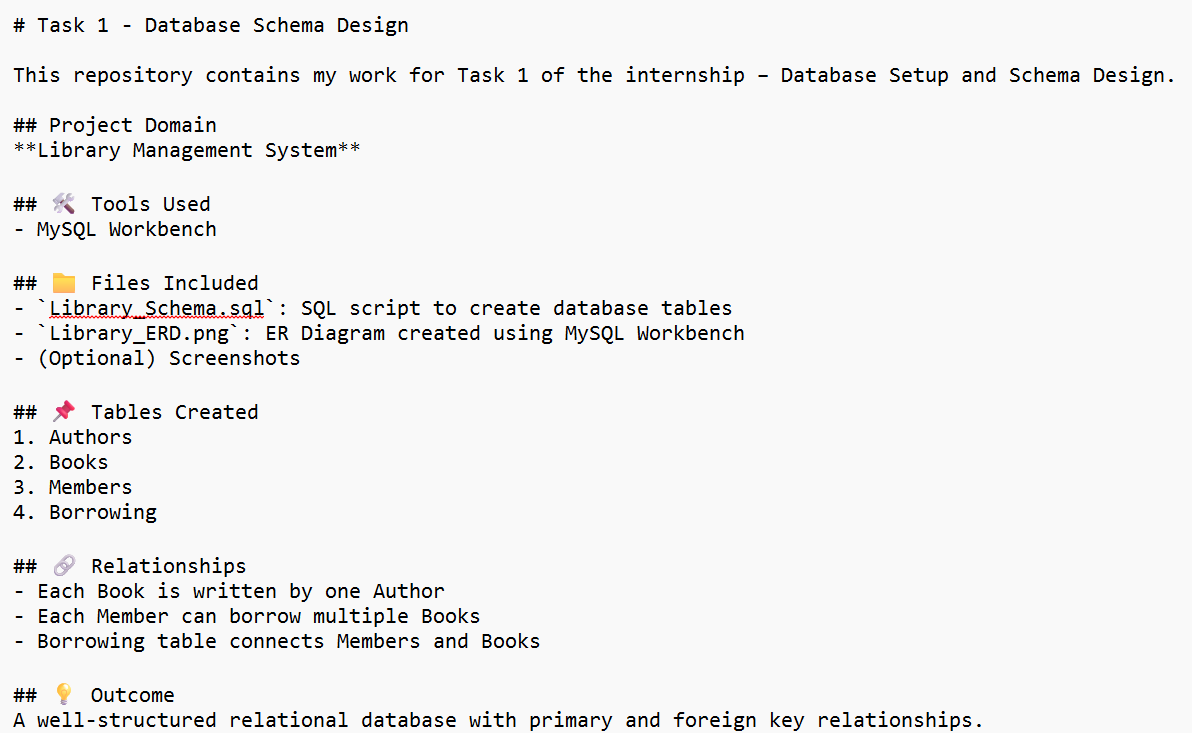 # Task 1 - Database Schema Design
This repository contains my work for Task 1 of the internship – Database Setup and Schema Design.
## Project Domain
**Library Management System**
## 🛠️ Tools Used
- MySQL Workbench
## 📁 Files Included
- `Library_Schema.sql`: SQL script to create database tables
- `Library_ERD.png`: ER Diagram created using MySQL Workbench
- (Optional) Screenshots
## 📌 Tables Created
1. Authors
2. Books
3. Members
4. Borrowing
## 🔗 Relationships
- Each Book is written by one Author
- Each Member can borrow multiple Books
- Borrowing table connects Members and Books
## 💡 Outcome
A well-structured relational database with primary and foreign key relationships.